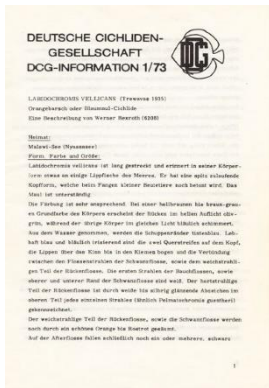 DEUTSCHE CICHLIDEN-
GESELLSCHAFT
DCG-INFORMATION 1/73
DCG
LABIDOCHROMIS VELLICANS (Trewavas 1935)
Orangebarsch oder Blaumaul-Cichlide
Eine Beschreibung von Werner Rexroth (6208)
Heimat:
Malawi-See (Nyassasee)
Form, Farbe und Größe:
Labidochromis vellicans ist lang gestreckt und erinnert in seiner Körper-
form etwas an einige Lippfische des Meeres. Er hat eine spitz zulaufende
Kopfform, welche beim Fangen kleiner Beutetiere noch betont wird. Das
Maul ist unterständig
Die Färbung ist sehr ansprechend. Bei einer hellbraunen bis braun-grau-
en Grundfarbe des Körpers erscheint der Rücken im hellen Auflicht oliv-
grün, während der übrige Körper im gleichen Licht bläulich schimmert.
Aus dem Wasser genommen, werden die Schuppenränder tintenblau. Leb-
haft blau und bläulich irisierend sind die zwei Querstreifen auf dem Kopf,
die Lippen über den Kinn bis in den Kiemen bogen und die Verbindung
zwischen den Flossenstrahlen der Schwanzflosse, sowie dem weichstrahli-
gen Teil der Rückenflosse. Die ersten Strahlen der Bauchflossen, sowie
oberer und unterer Rand der Schwanzflosse sind weiß. Der hartstrahlige
Teil der Rückenflosse ist durch weiße bis silbrig glänzende Abzeichen im
oberen Teil jedes einzelnen Strahles (ähnlich Pelmatochromis guentheri)
gekennzeichnet.
Der weichstrahlige Teil der Rückenflosse, sowie die Schwanzflosse werden
nach durch ein schönes Orange bis Rostrot gesäumt.
Auf der Afterflosse fallen schließlich noch ein oder mehrere, schwarz
1